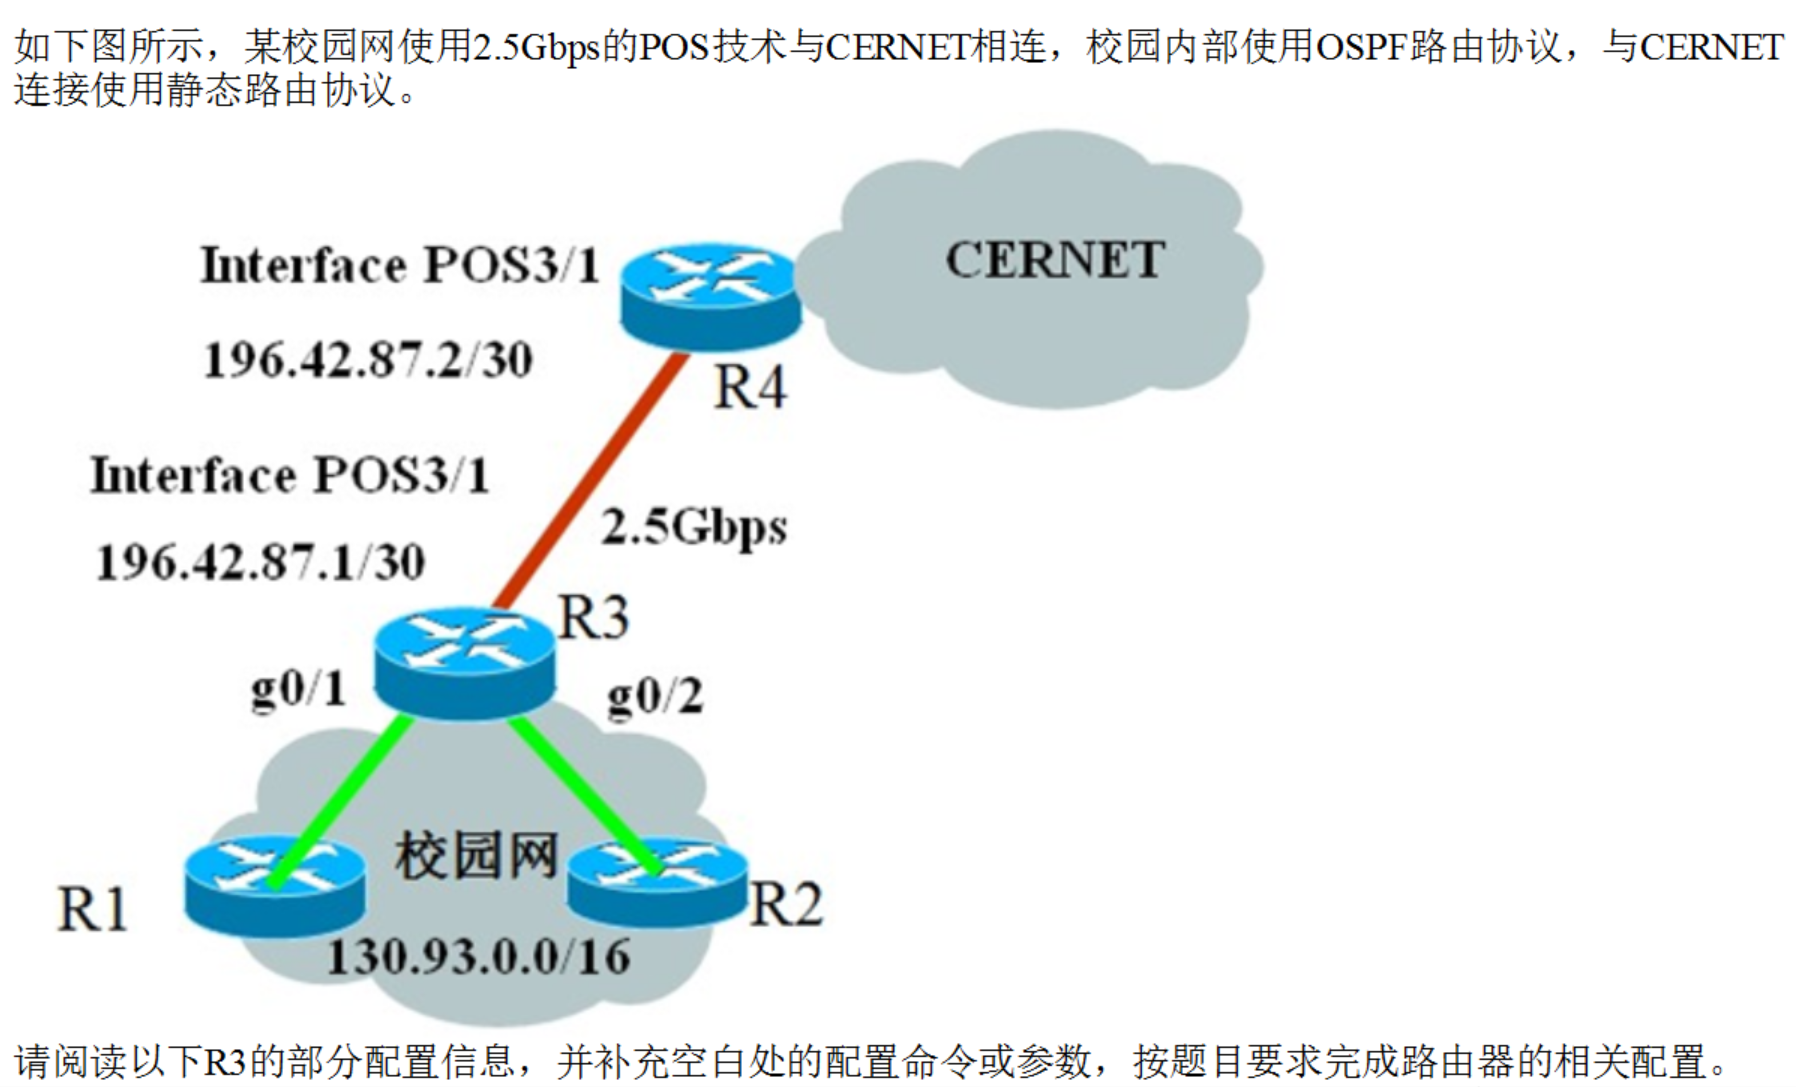 如下图所示，某校园网使用2.5Gbps的POS技术与CERNET相连，校园内部使用OSPF路由协议，与CERNET
连接使用静态路由协议。
CERNET
Interface POS3/1
196.42.87.2/30
R4
Interface POS3/1
196.42.87.1/30
2.5Gbps
R3
g0/1
g0/2
校园网
R1
R2
130.93.0.0/16
请阅读以下R3的部分配置信息，并补充空白处的配置命令或参数，按题目要求完成路由器的相关配置。